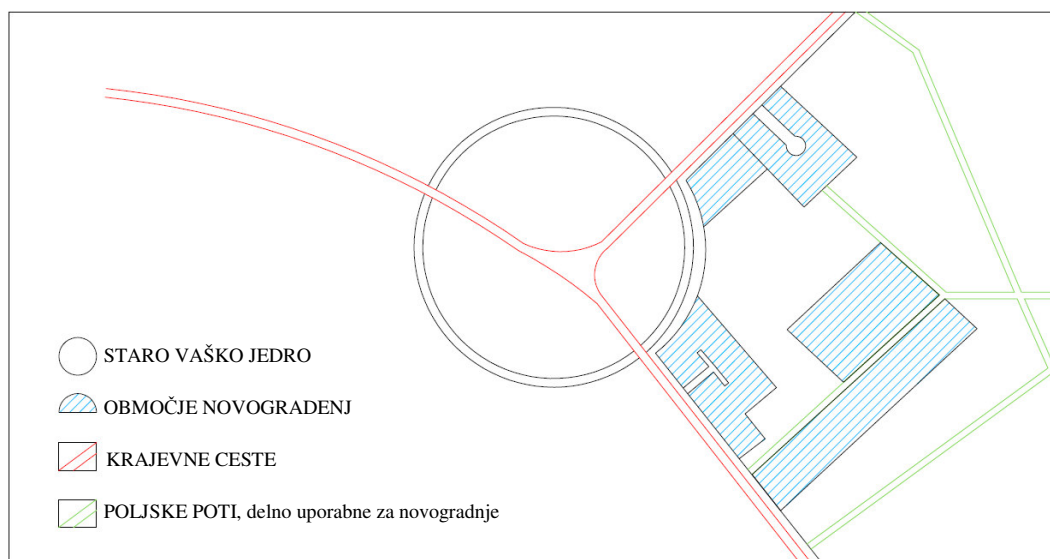 STARO VAŠKO JEDRO
OBMOČJE NOVOGRADENJ
KRAJEVNE CESTE
POLJSKE POTI, delno uporabne za novogradnje